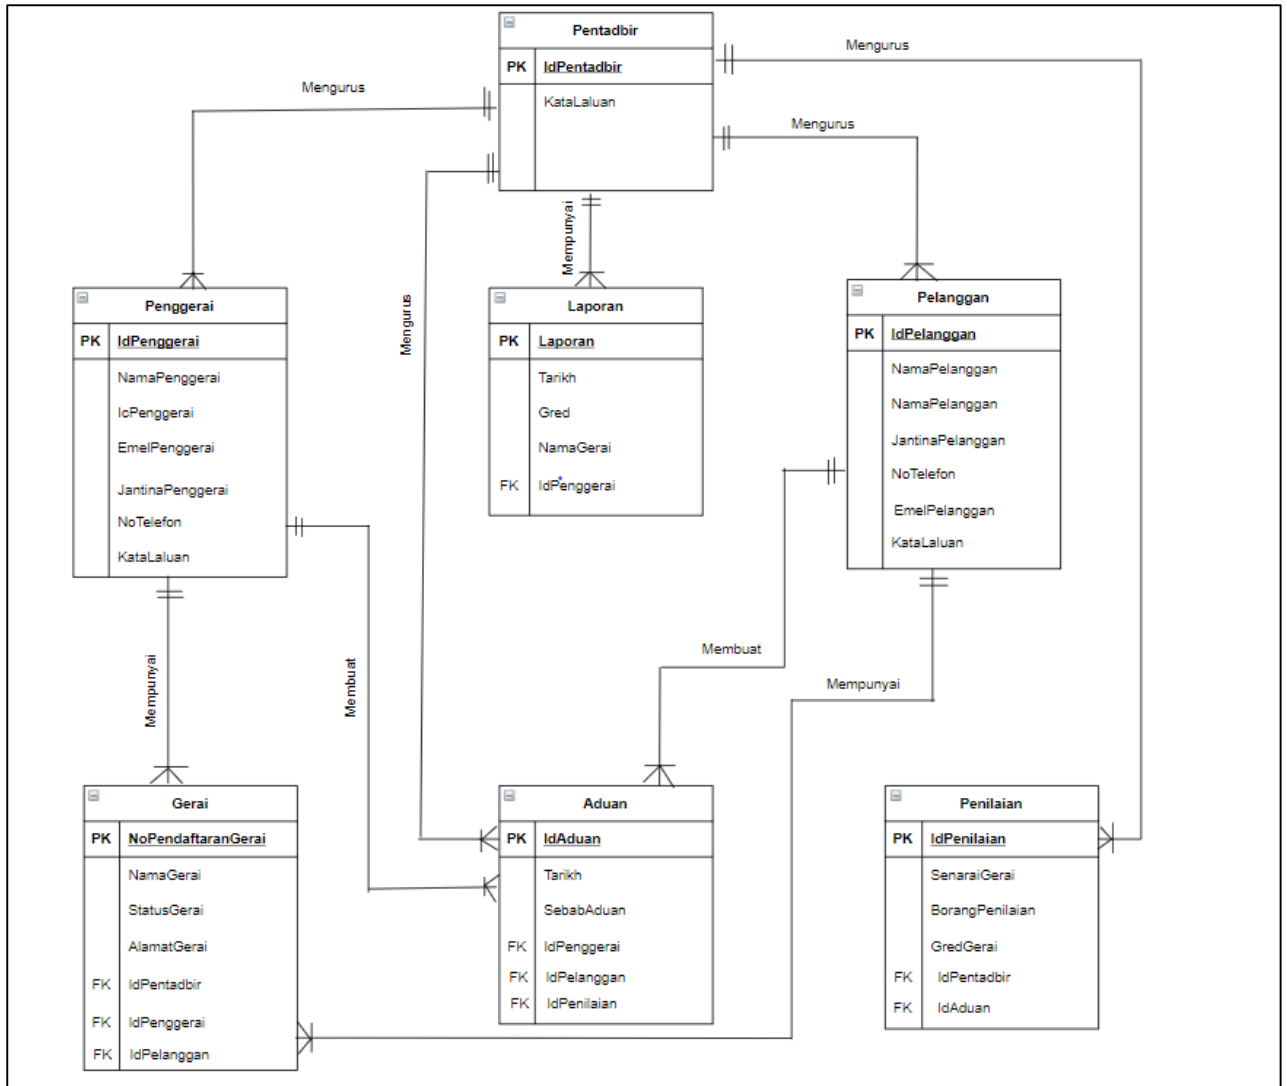 Pentadbir
PK IdPentadbir
KataLaluan
Mengurus
Mengurus
Mengurus
Mempunyai
Mengurus
Penggerai
PK IdPenggerai
NamaPenggerai
IcPenggerai
EmelPenggerai
JantinaPenggerai
NoTelefon
KataLaluan
Laporan
PK Laporan
Tarikh
Gred
NamaGerai
FK IdPenggerai
Pelanggan
PK IdPelanggan
NamaPelanggan
NamaPelanggan
JantinaPelanggan
NoTelefon
EmelPelanggan
KataLaluan
Mempunyai
Membuat
Membuat
Mempunyai
Gerai
PK NoPendaftaranGerai
NamaGerai
StatusGerai
AlamatGerai
FK IdPentadbir
FK IdPenggerai
FK IdPelanggan
Aduan
PK IdAduan
Tarikh
SebabAduan
FK IdPenggerai
FK IdPelanggan
FK IdPenilaian
Penilaian
PK IdPenilaian
SenaraiGerai
BorangPenilaian
GredGerai
FK IdPentadbir
FK IdAduan